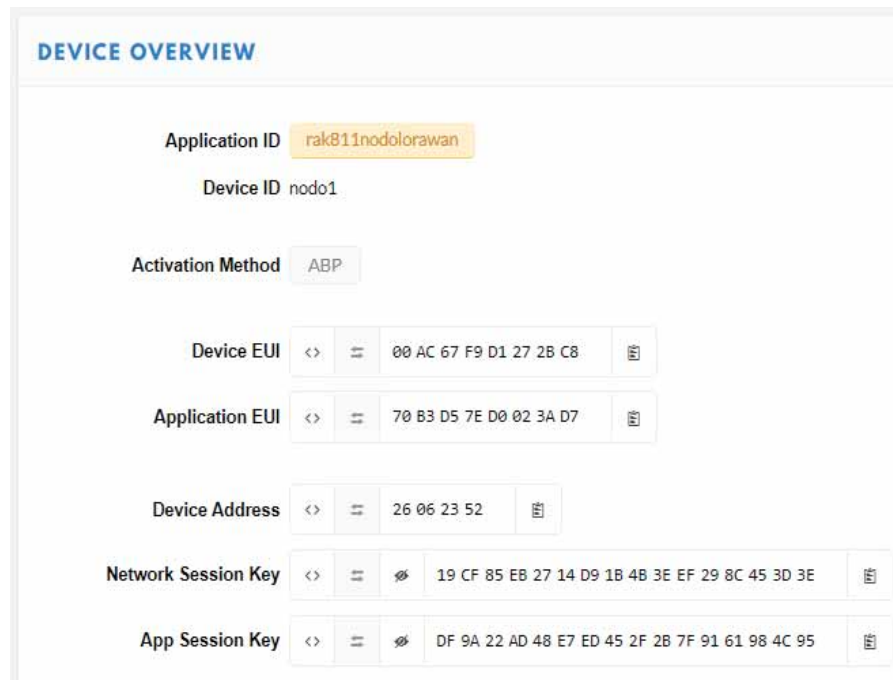 DEVICE OVERVIEW
Application ID rak811nodolorawan
Device ID nodo1
Activation Method ABP
Device EUI <> 00 AC 67 F9 D1 27 2B C8
Application EUI <> 70 B3 D5 7E D0 02 3A D7
Device Address <> 26 06 23 52
Network Session Key <> 19 CF 85 EB 27 14 D9 1B 4B 3E EF 29 8C 45 3D 3E
App Session Key <> DF 9A 22 AD 48 E7 ED 45 2F 2B 7F 91 61 98 4C 95